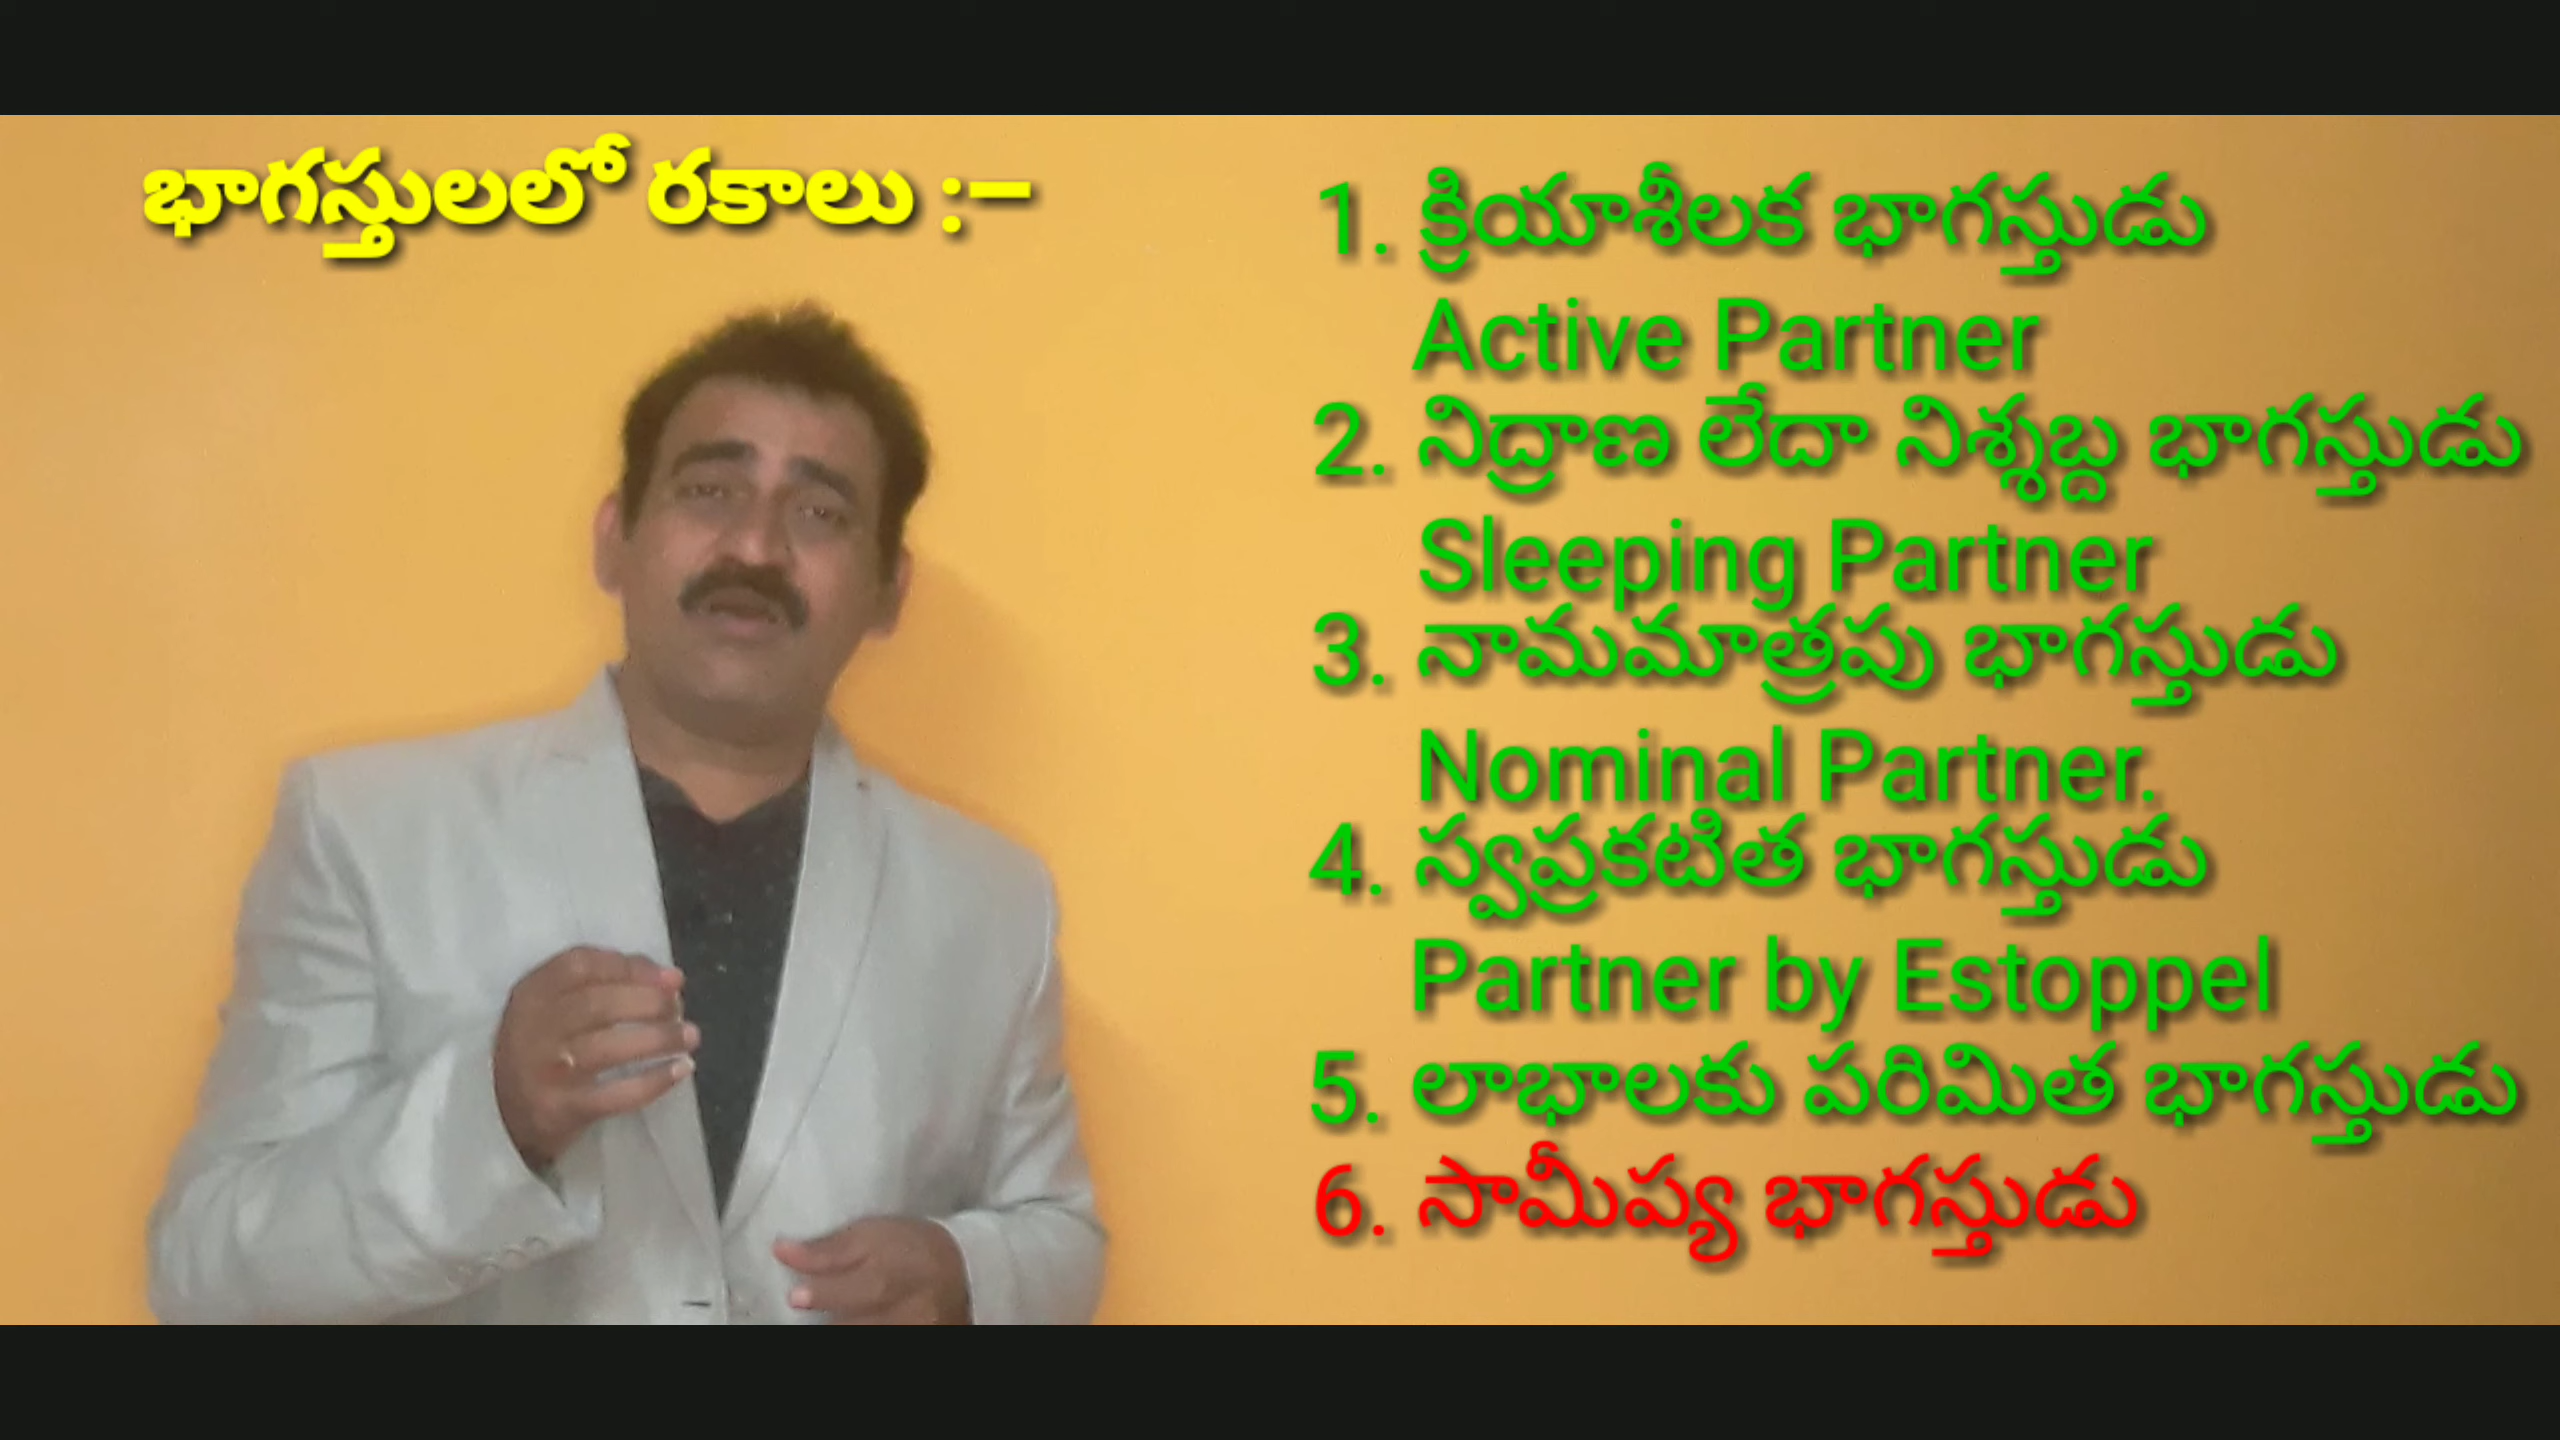 భాగస్తులలో రకాలు :–
1. క్రియాశీలక భాగస్తుడు
Active Partner
2. నిద్రాణ లేదా నిశ్శబ్ద భాగస్తుడు
Sleeping Partner
3. నామమాత్రపు భాగస్తుడు
Nominal Partner.
4. స్వప్రకటిత భాగస్తుడు
Partner by Estoppel
5. లాభాలకు పరిమిత భాగస్తుడు
6. సామీప్య భాగస్తుడు